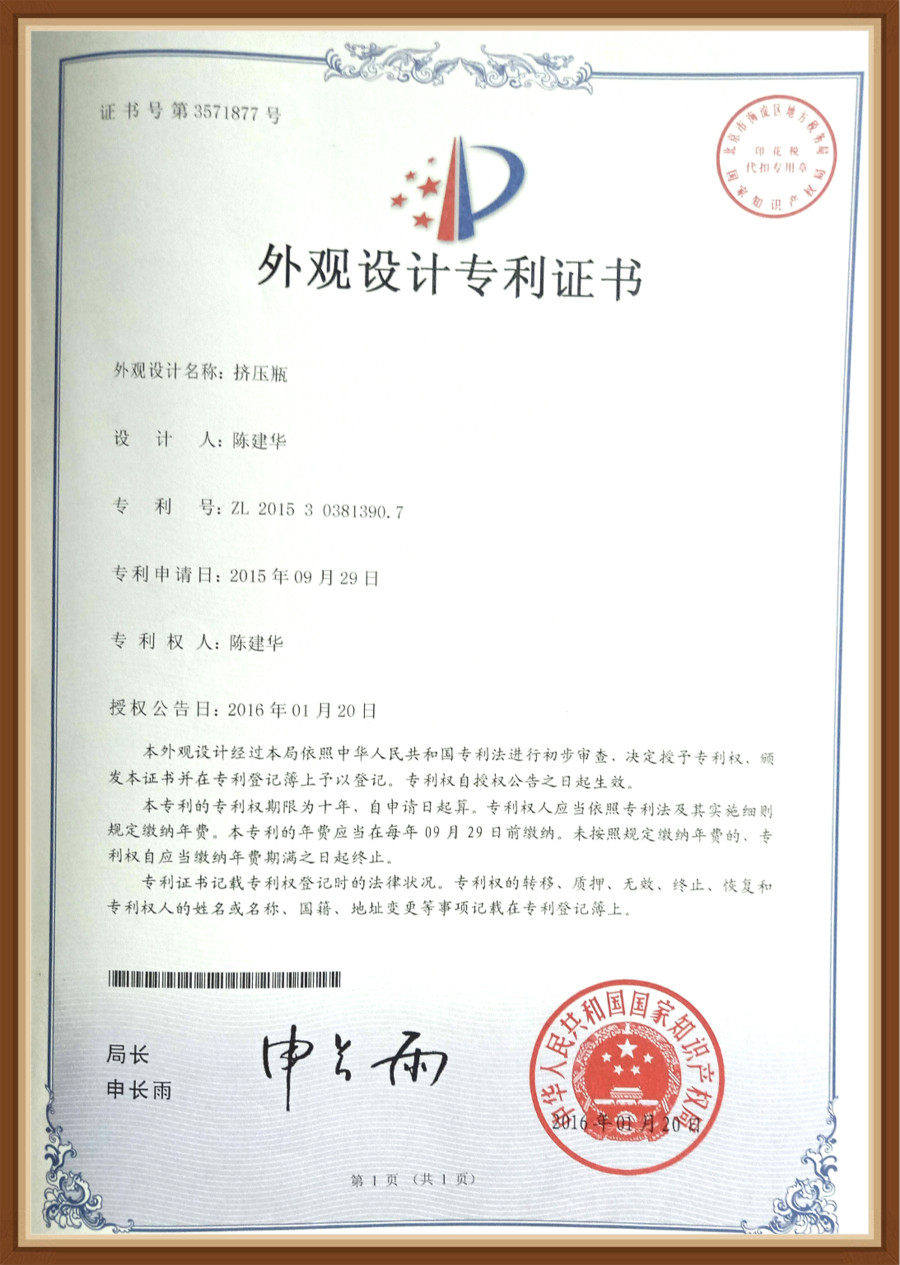 证书号第3571877号
北京市海淀区地方税务局
印花税
代扣专用章
国家知识产权局
外观设计专利证书
外观设计名称：挤压瓶
设计人：陈建华
专利号：ZL 2015 3 0381390.7
专利申请日：2015年09月29日
专利权人：陈建华
授权公告日：2016年01月20日
本外观设计经过本局依照中华人民共和国专利法进行初步审查，决定授予专利权，颁
发本证书并在专利登记簿上予以登记。专利权自授权公告之日起生效。
本专利的专利权期限为十年，自申请日起算。专利权人应当依照专利法及其实施细则
规定缴纳年费。本专利的年费应当在每年09月29日前缴纳。未按照规定缴纳年费的，专
利权自应当缴纳年费期满之日起终止。
专利证书记载专利权登记时的法律状况。专利权的转移、质押、无效、终止、恢复和
专利权人的姓名或名称、国籍、地址变更等事项记载在专利登记簿上。
局长
申长雨
申长雨
中华人民共和国国家知识产权局
2016年01月20日
第1页（共1页）